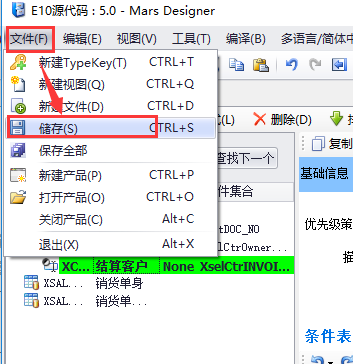 E10源代码 : 5.0 - Mars Designer
文件(F) 编辑(E) 视图(V) 工具(T) 编译(B) 多语言/简体中
新建TypeKey(T) CTRL+T
新建视图(Q) CTRL+Q
新建文件(D) CTRL+D
储存(S) CTRL+S
保存全部
新建产品(P) CTRL+P
打开产品(O) CTRL+O
关闭产品(C) Alt+C
退出(X) Alt+X
(L) 删除(D)
查找下一个
件集合
tDOC_NO
selCtrOwner...
XC... 结算客户 None XselCtrINVOI...
XSAL... 销货单身
XSAL... 销货单...
复制
基础信息
优先级策
条件表